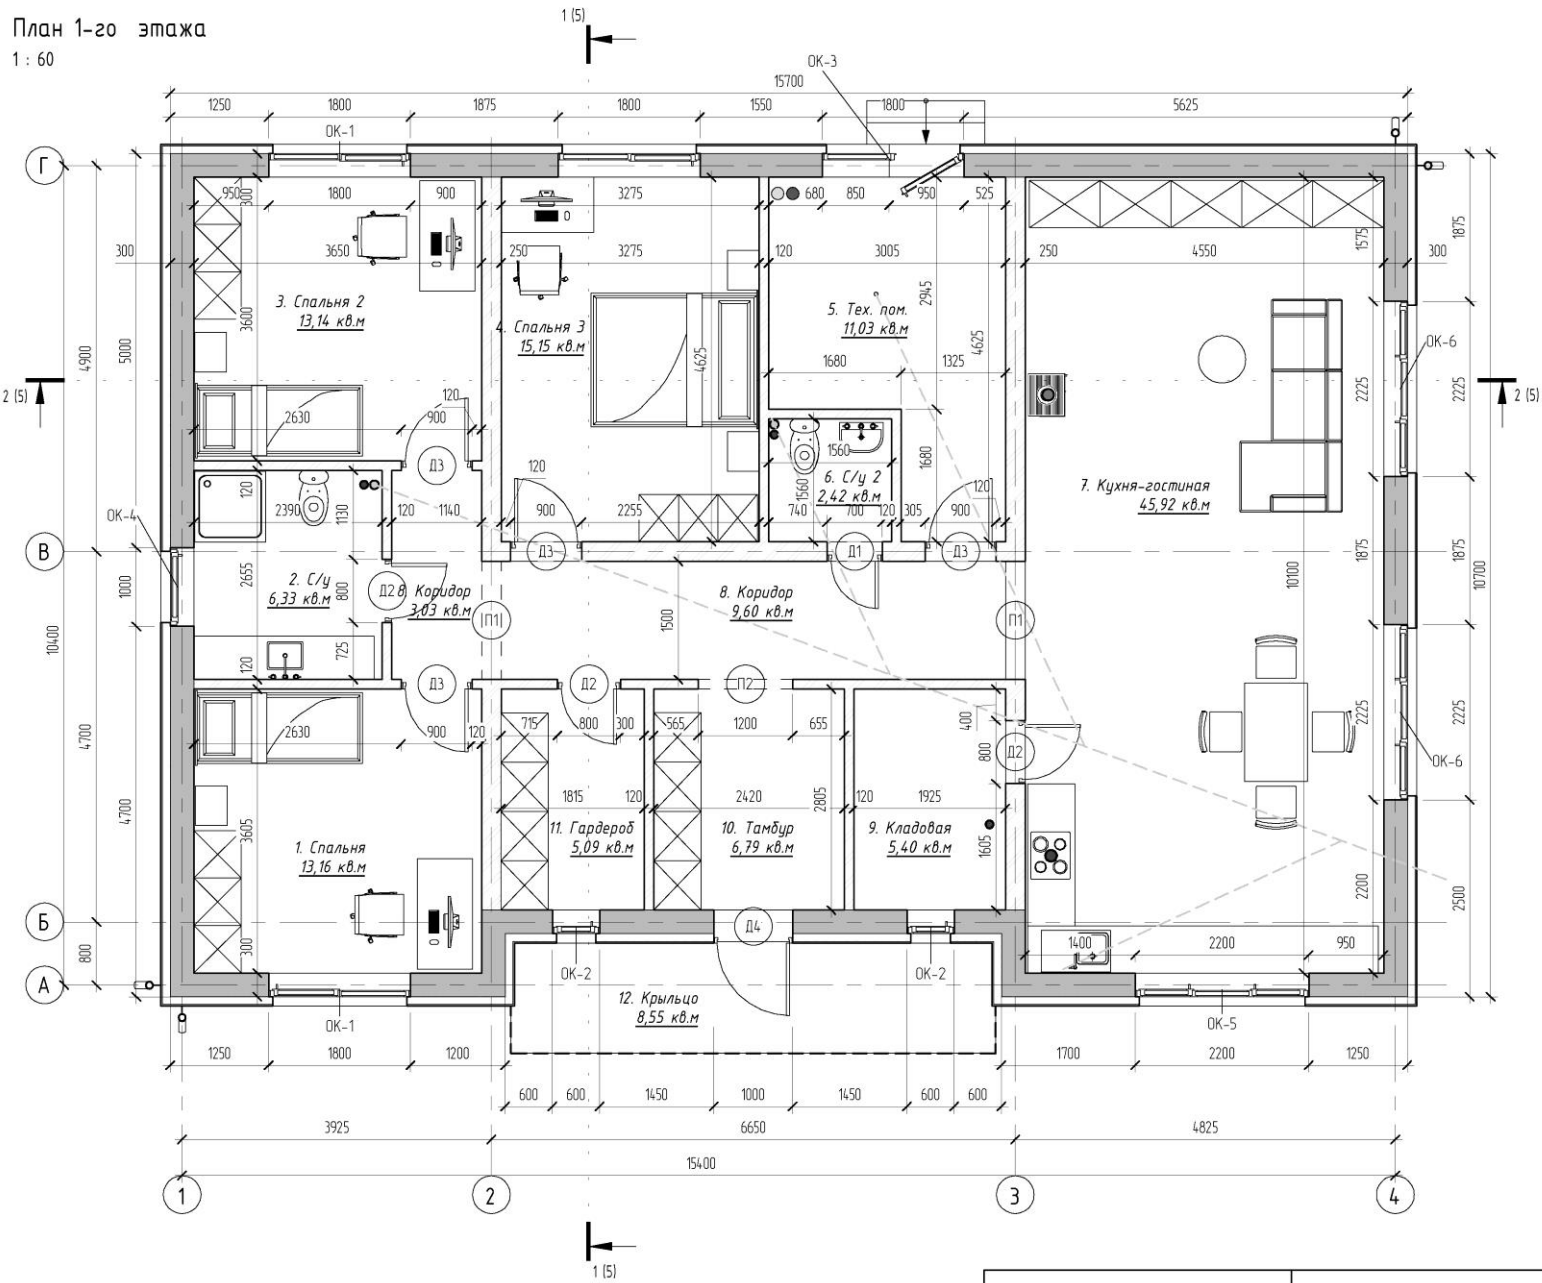 План 1-го этажа
1 : 60
1 (5)
ОК-3
15700
1250
1800
1875
1800
1550
1800
5625
ОК-1
Г
950
300
1800
900
3275
680
850
950
525
1575
1875
300
3650
250
3275
120
3005
250
4550
300
2945
3. Спальня 2
13,14 кв.м
3600
4. Спальня 3
15,15 кв.м
4625
5. Тех. пом.
11,03 кв.м
4625
4900
5000
1680
1325
ОК-6
2 (5)
2225
2225
2 (5)
120
2630
900
Д3
120
1560
1680
1560
6. С/у 2
2,42 кв.м
120
7. Кухня-гостиная
45,92 кв.м
120
2390
1130
120
1140
900
2255
740
700
120
305
900
ОК-4
В
Д3
Д1
Д3
1875
1875
10700
10100
1000
2655
2. С/у
6,33 кв.м
800
Д2
8. Коридор
3,03 кв.м
8. Коридор
9,60 кв.м
П1
1500
П1
10400
725
120
Д3
Д2
П2
2630
900
120
715
800
300
565
1200
655
400
800
Д2
2225
2225
ОК-6
4700
4700
1815
120
2420
2805
120
1925
3605
1. Спальня
13,16 кв.м
11. Гардероб
5,09 кв.м
10. Тамбур
6,79 кв.м
9. Кладовая
5,40 кв.м
1605
2200
2500
Б
Д4
800
300
1400
2200
950
А
ОК-2
ОК-2
12. Крыльцо
8,55 кв.м
ОК-1
ОК-5
1250
1800
1200
1700
2200
1250
600
600
1450
1000
1450
600
600
3925
6650
4825
15400
1
2
3
4
1 (5)